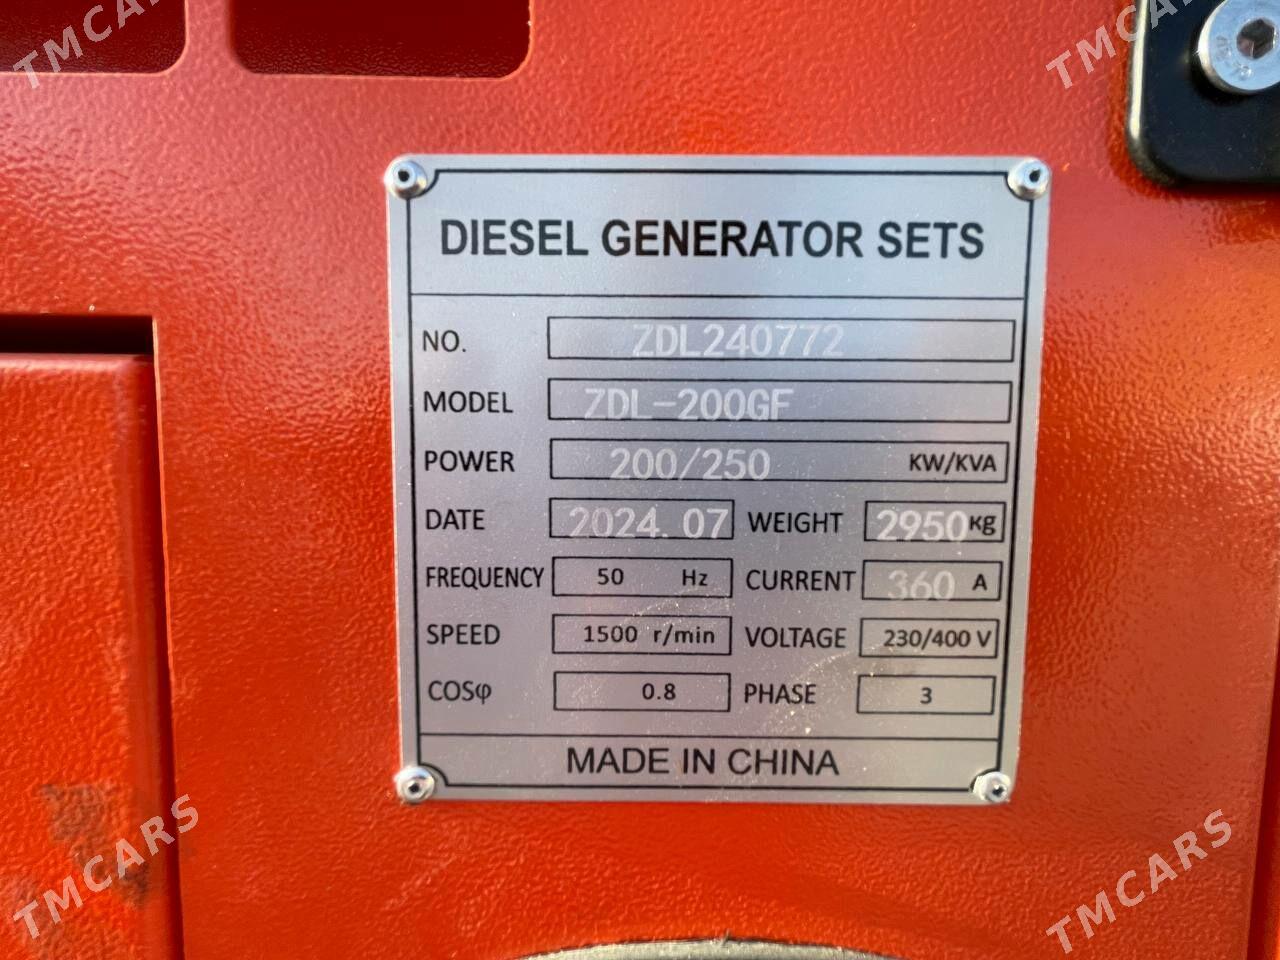 TMCARS
TMCARS
DIESEL GENERATOR SETS
NO. ZDL240772
MODEL ZDL-200GF
POWER 200/250 KW/KVA
DATE 2024.07 WEIGHT 2950 Kg
FREQUENCY 50 Hz CURRENT 360 A
SPEED 1500 r/min VOLTAGE 230/400 V
COSφ 0.8 PHASE 3
MADE IN CHINA
TMCARS
TMCARS